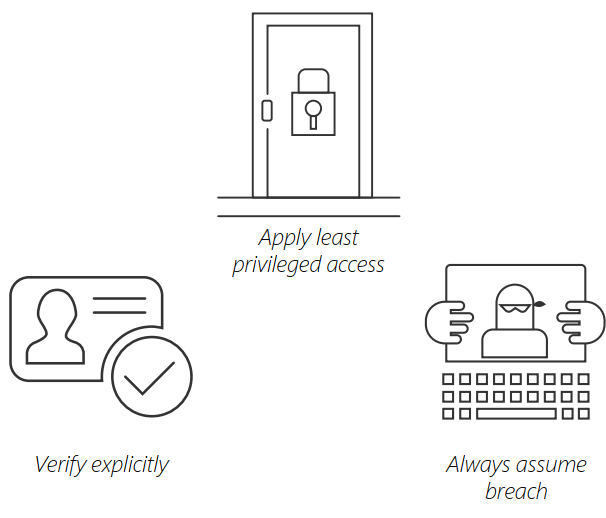 Apply least
privileged access
Verify explicitly
Always assume
breach